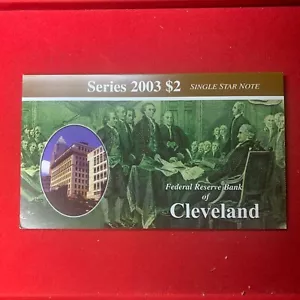 Series 2003 $2 SINGLE STAR NOTE
Federal Reserve Bank
of
Cleveland